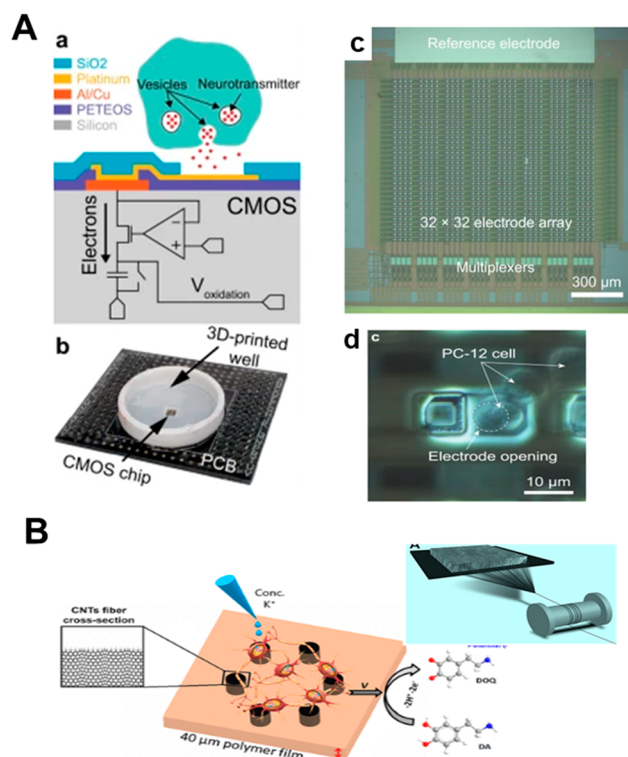 A
a
SiO2
Platinum
Al/Cu
PETEOS
Silicon
Vesicles
Neurotransmitter
CMOS
Electrons
−
+
Voxidation
b
3D-printed
well
CMOS chip
PCB
c
Reference electrode
32 × 32 electrode array
Multiplexers
300 µm
d
c
PC-12 cell
Electrode opening
10 µm
B
Conc.
K+
CNTs fiber
cross-section
V
-2H+-2e-
DOQ
DA
40 µm polymer film